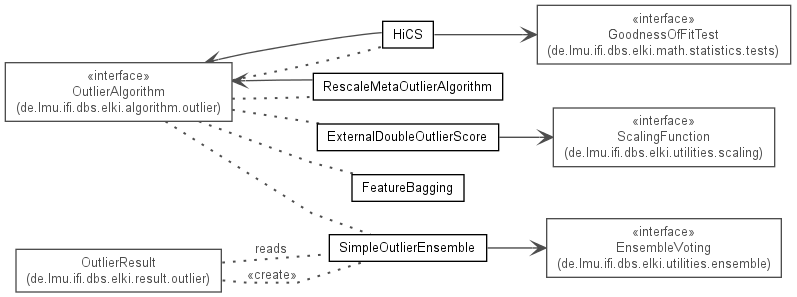 HiCS
«interface»
GoodnessOfFitTest
(de.lmu.ifi.dbs.elki.math.statistics.tests)
«interface»
OutlierAlgorithm
(de.lmu.ifi.dbs.elki.algorithm.outlier)
RescaleMetaOutlierAlgorithm
ExternalDoubleOutlierScore
«interface»
ScalingFunction
(de.lmu.ifi.dbs.elki.utilities.scaling)
FeatureBagging
SimpleOutlierEnsemble
«interface»
EnsembleVoting
(de.lmu.ifi.dbs.elki.utilities.ensemble)
OutlierResult
(de.lmu.ifi.dbs.elki.result.outlier)
reads
«create»